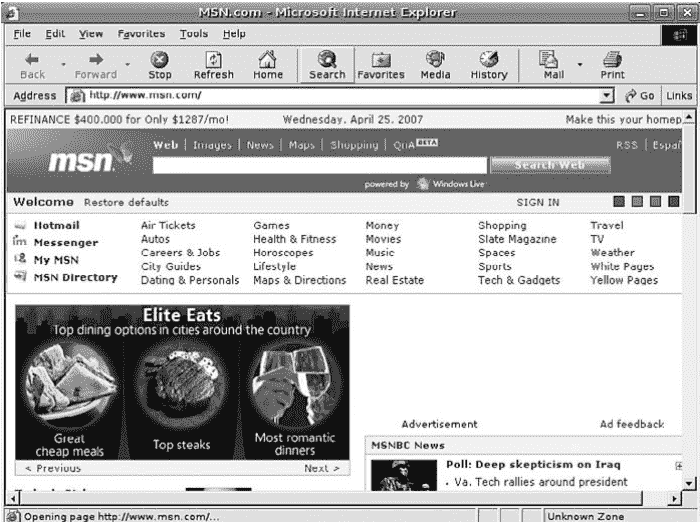 MSN.com - Microsoft Internet Explorer
File Edit View Favorites Tools Help
Back Forward Stop Refresh Home Search Favorites Media History Mail Print
Address http://www.msn.com/ Go Links
REFINANCE $400,000 for Only $1287/mo! Wednesday, April 25, 2007 Make this your homep
Web | Images | News | Maps | Shopping | QnA BETA RSS | Españ
msn Search Web
powered by Windows Live
Welcome Restore defaults SIGN IN
Hotmail Air Tickets Games Money Shopping Travel
Messenger Autos Health & Fitness Movies Slate Magazine TV
My MSN Careers & Jobs Horoscopes Music Spaces Weather
MSN Directory City Guides Lifestyle News Sports White Pages
Dating & Personals Maps & Directions Real Estate Tech & Gadgets Yellow Pages
Elite Eats
Top dining options in cities around the country
Great cheap meals
Top steaks
Most romantic dinners
< Previous Next >
Advertisement Ad feedback
MSNBC News
Poll: Deep skepticism on Iraq
• Va. Tech rallies around president
Opening page http://www.msn.com/... Unknown Zone